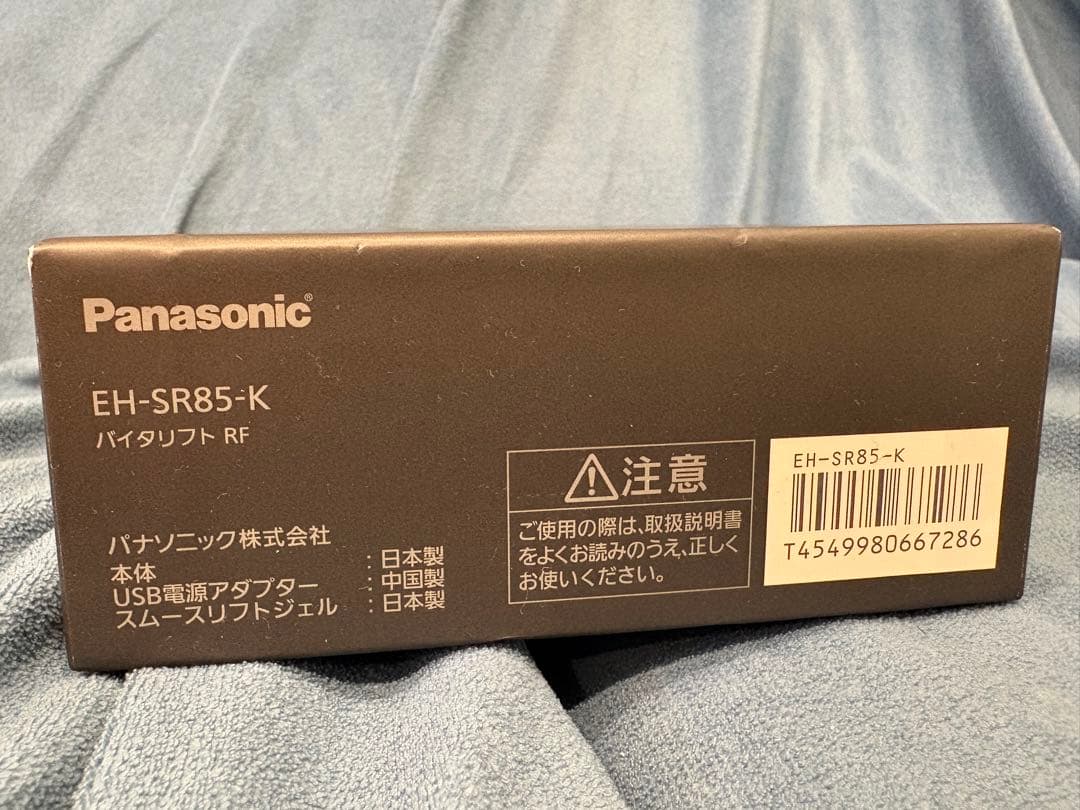 Panasonic®
EH-SR85-K
バイタリフト RF
パナソニック株式会社
本体 : 日本製
USB電源アダプター : 中国製
スムースリフトジェル : 日本製
注意
ご使用の際は、取扱説明書
をよくお読みのうえ、正しく
お使いください。
EH-SR85-K
T4549980667286